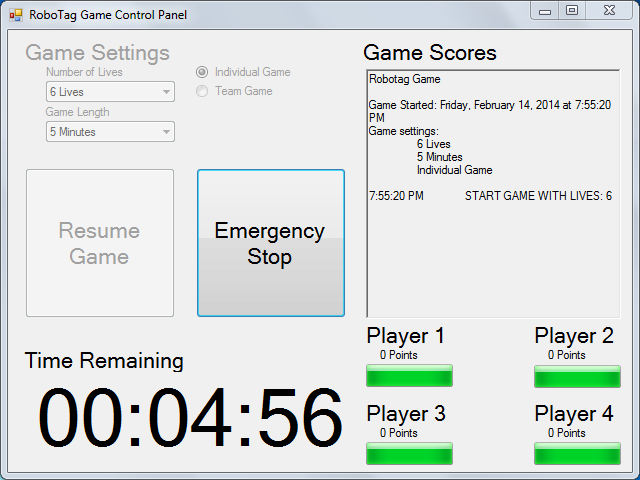 RoboTag Game Control Panel
Game Settings
Number of Lives
6 Lives
Game Length
5 Minutes
Individual Game
Team Game
Resume
Game
Emergency
Stop
Time Remaining
00:04:56
Game Scores
Robotag Game
Game Started: Friday, February 14, 2014 at 7:55:20
PM
Game settings:
6 Lives
5 Minutes
Individual Game
7:55:20 PM START GAME WITH LIVES: 6
Player 1
0 Points
Player 2
0 Points
Player 3
0 Points
Player 4
0 Points